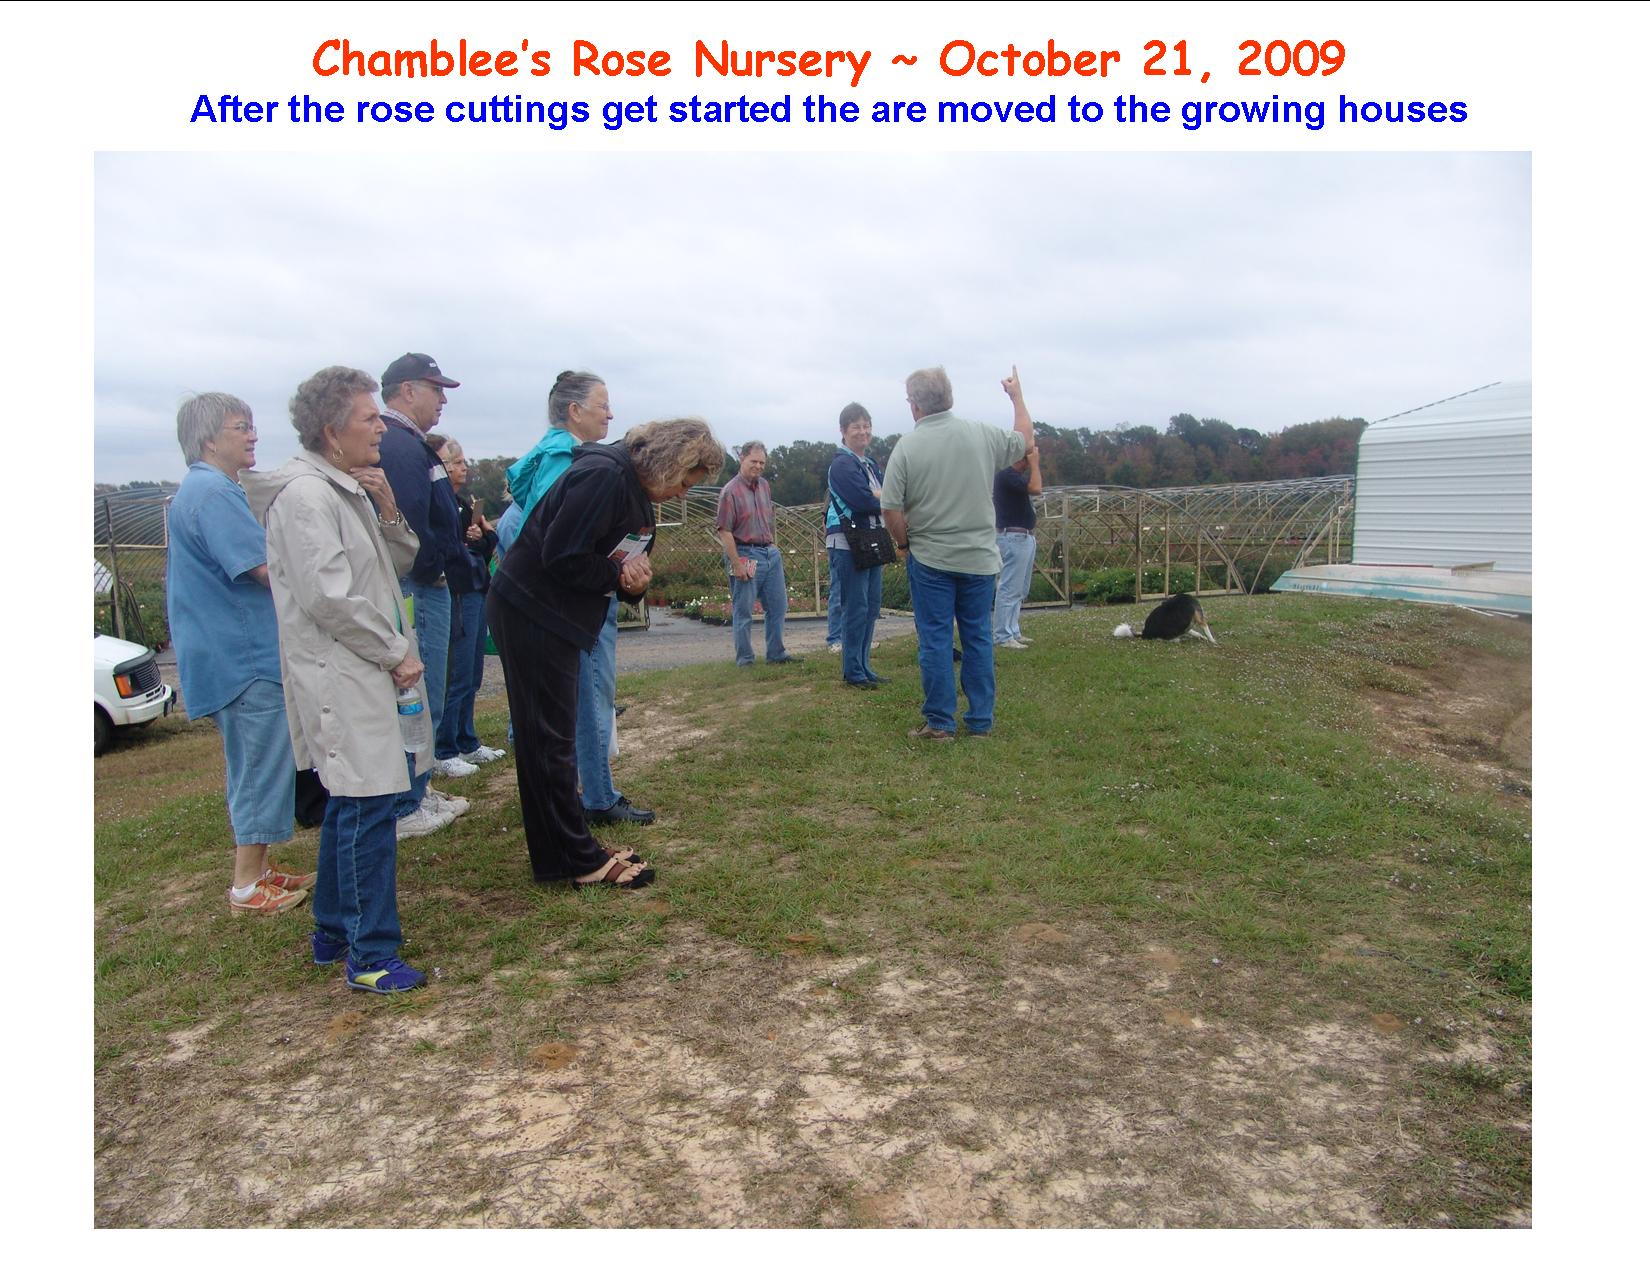 Chamblee's Rose Nursery ~ October 21, 2009
After the rose cuttings get started the are moved to the growing houses